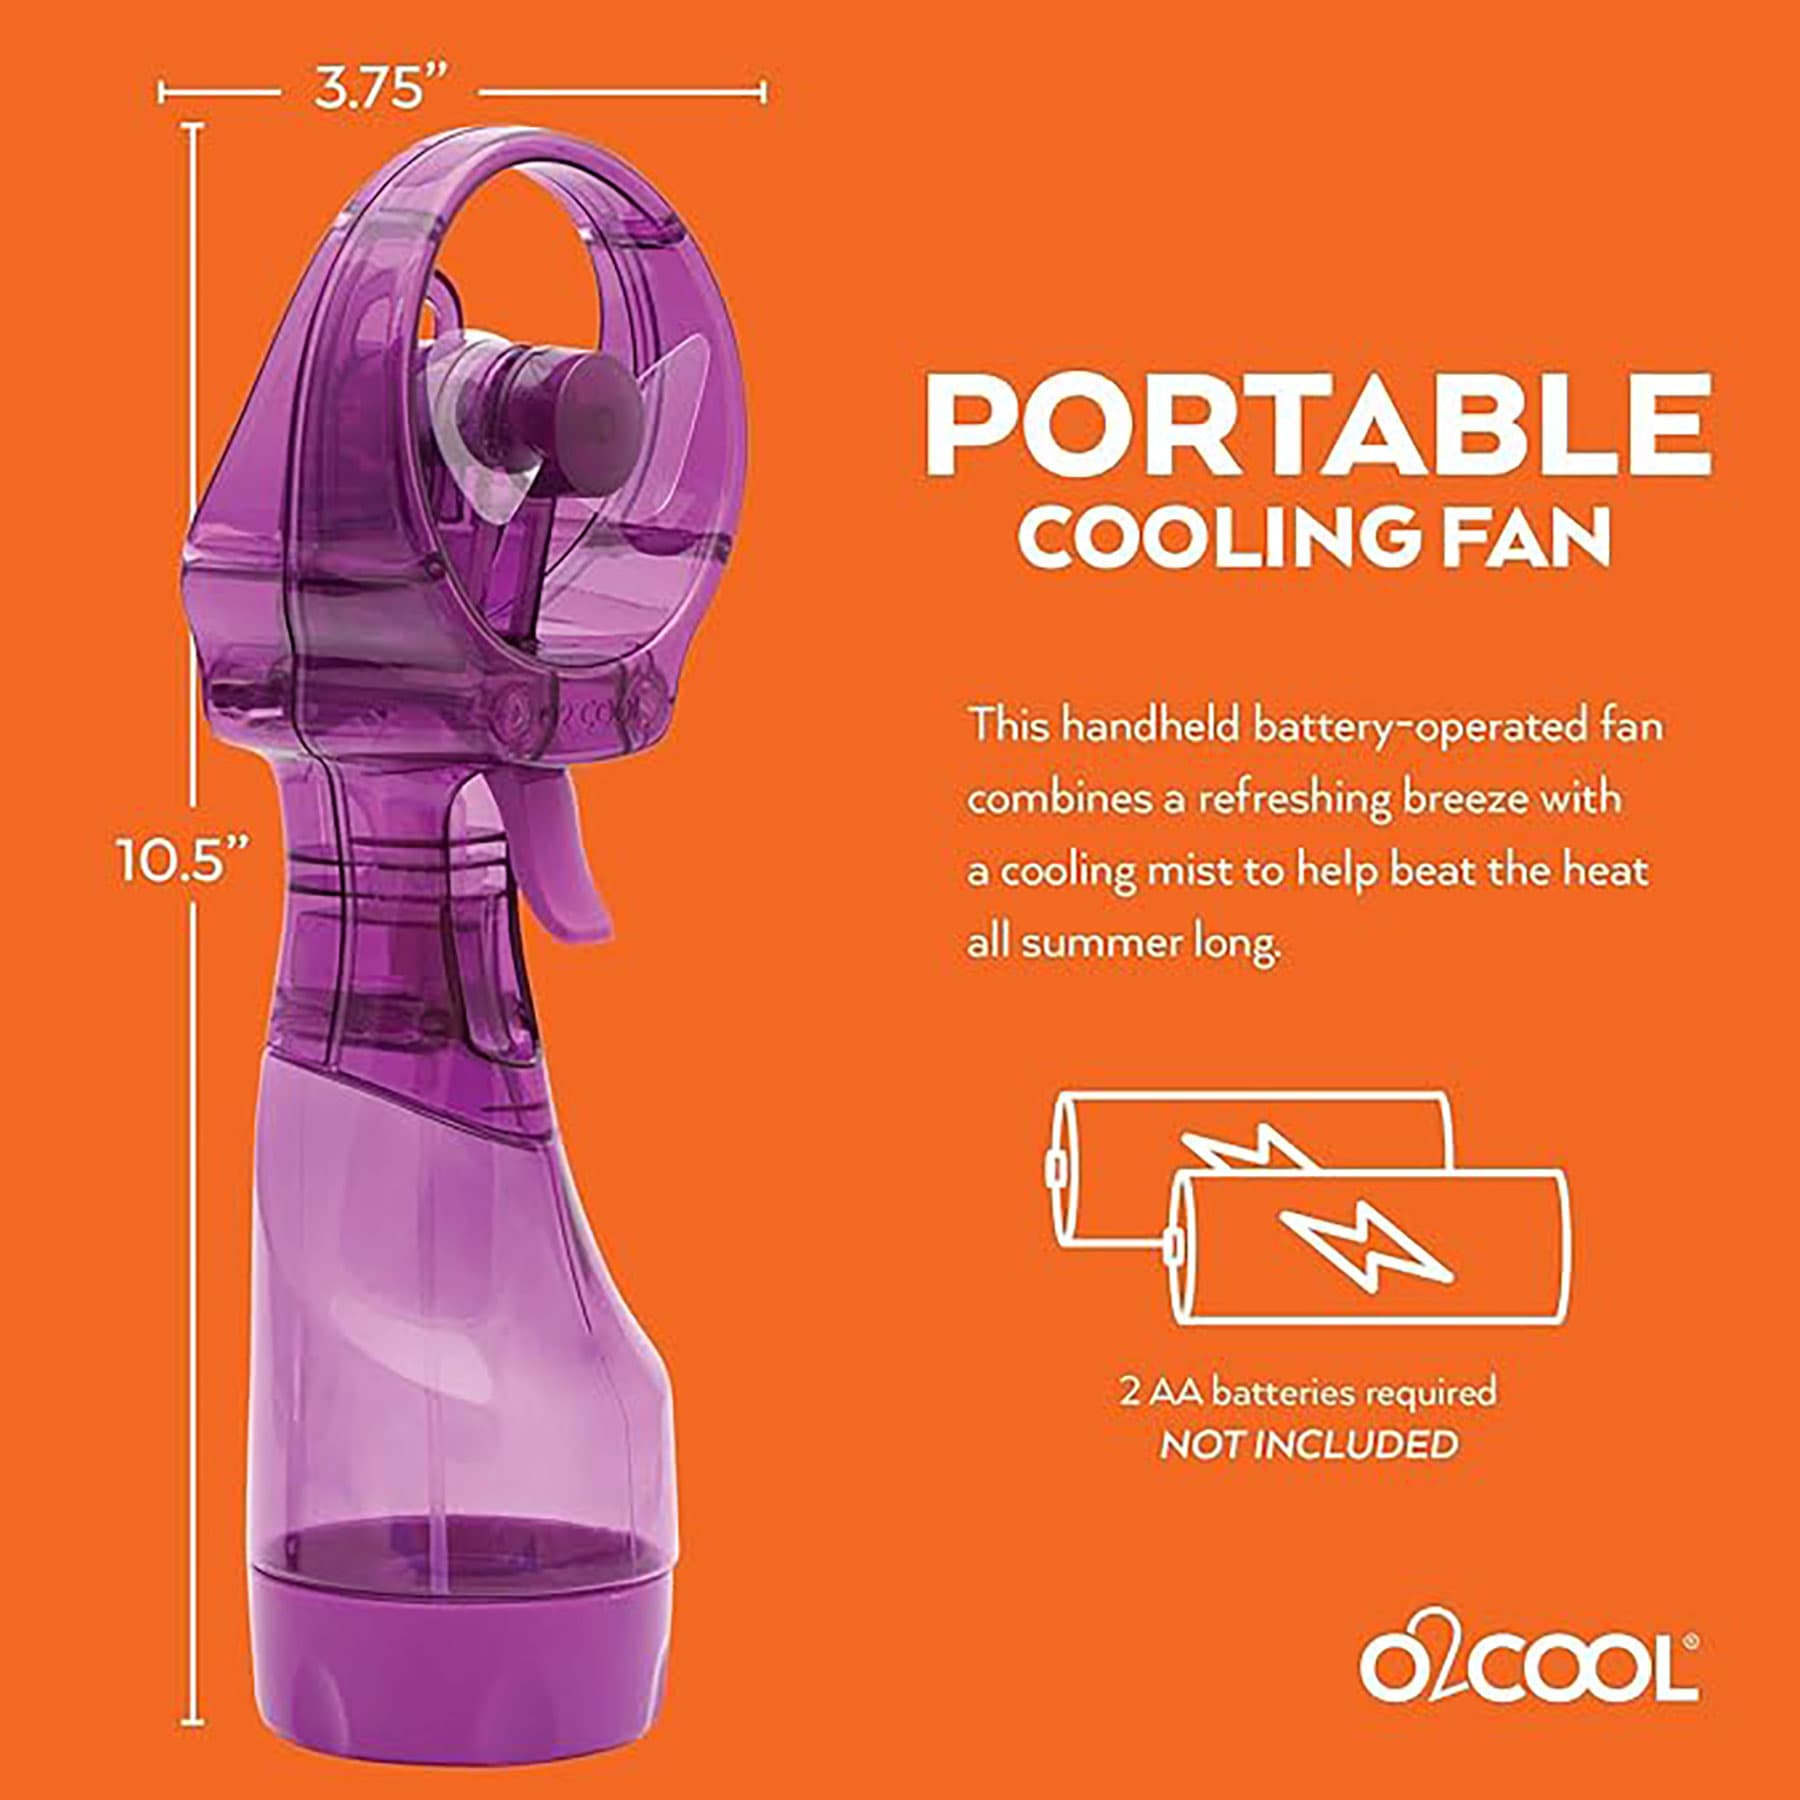 3.75”
PORTABLE
COOLING FAN
This handheld battery-operated fan
combines a refreshing breeze with
a cooling mist to help beat the heat
all summer long.
10.5”
O2COOL
2 AA batteries required
NOT INCLUDED
O2COOL®